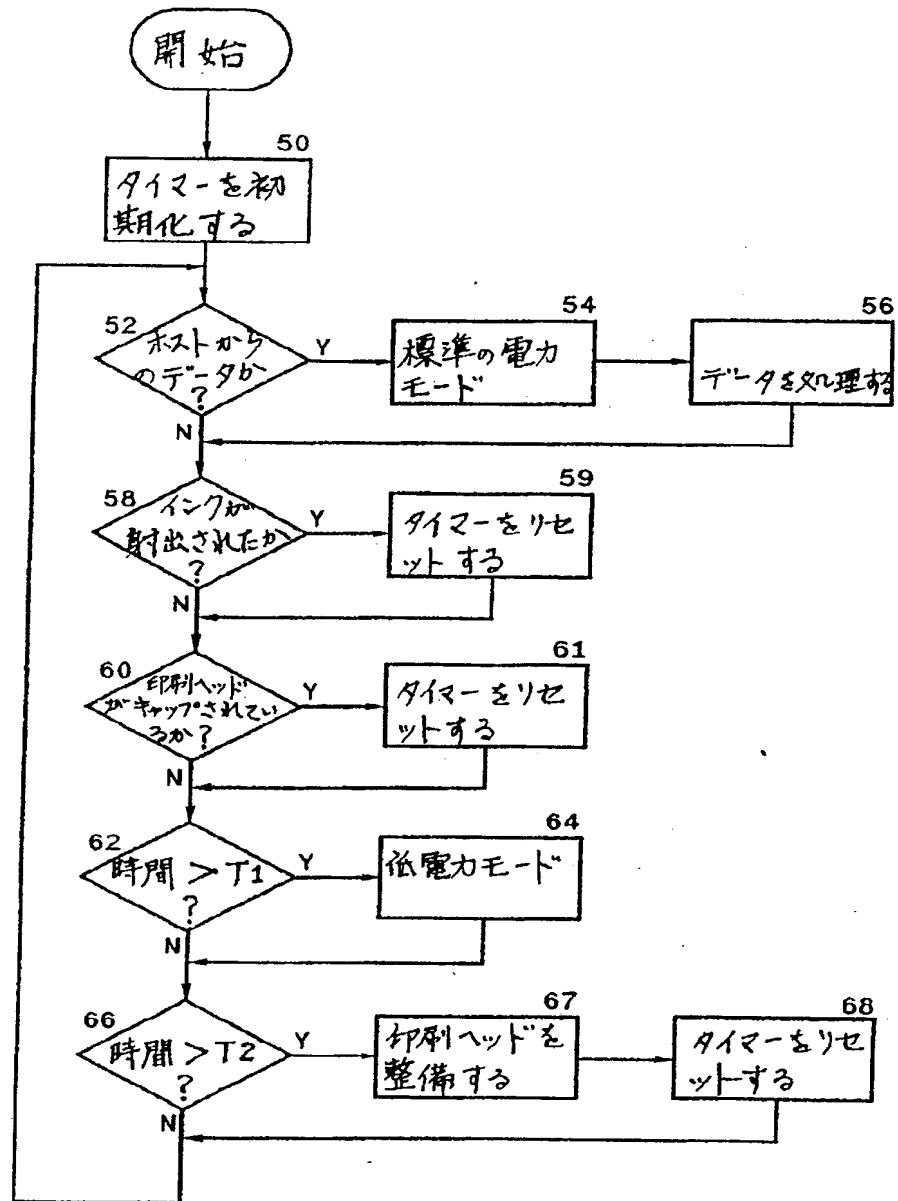 開始
50
タイマーを初
期化する
52
ホストから
のデータか
?
Y
N
54
標準の電力
モード
56
データを処理する
58
インクが
射出されたか
?
Y
N
59
タイマーをリセ
ットする
60
印刷ヘッド
がキャップされてい
るか?
Y
N
61
タイマーをリセ
ットする
62
時間 > T1
?
Y
N
64
低電力モード
66
時間 > T2
?
Y
N
67
印刷ヘッドを
整備する
68
タイマーをリセ
ットする